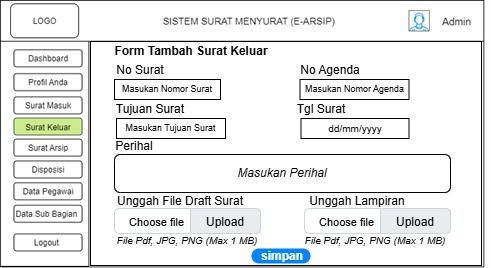 LOGO
SISTEM SURAT MENYURAT (E-ARSIP)
Admin
Dashboard
Profil Anda
Surat Masuk
Surat Keluar
Surat Arsip
Disposisi
Data Pegawai
Data Sub Bagian
Logout
Form Tambah Surat Keluar
No Surat
No Agenda
Masukan Nomor Surat
Masukan Nomor Agenda
Tujuan Surat
Tgl Surat
Masukan Tujuan Surat
dd/mm/yyyy
Perihal
Masukan Perihal
Unggah File Draft Surat
Unggah Lampiran
Choose file Upload
Choose file Upload
File Pdf, JPG, PNG (Max 1 MB)
File Pdf, JPG, PNG (Max 1 MB)
simpan